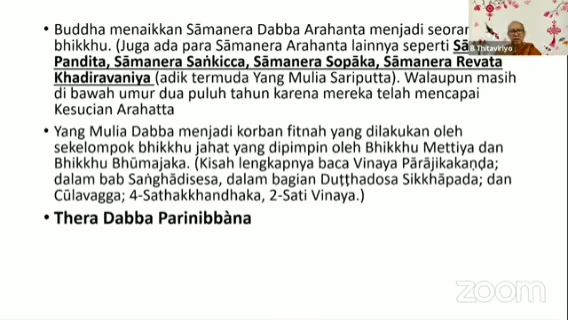 • Buddha menaikkan Sāmanera Dabba Arahanta menjadi
bhikkhu. (Juga ada para Sāmanera Arahanta lainnya seperti
Pandita, Sāmanera Saṅkicca, Sāmanera Sopāka, Sāmanera Revata
Khadiravaniya (adik termuda Yang Mulia Sariputta). Walaupun masih
di bawah umur dua puluh tahun karena mereka telah mencapai
Kesucian Arahatta
• Yang Mulia Dabba menjadi korban fitnah yang dilakukan oleh
sekelompok bhikkhu jahat yang dipimpin oleh Bhikkhu Mettiya dan
Bhikkhu Bhūmajaka. (Kisah lengkapnya baca Vinaya Pārājikakaṇḍa;
dalam bab Saṅghādisesa, dalam bagian Duṭṭhadosa Sikkhāpada; dan
Cūlavagga; 4-Sathakkhandhaka, 2-Sati Vinaya.)
• Thera Dabba Parinibbàna
B Thitaviriyo
zoom